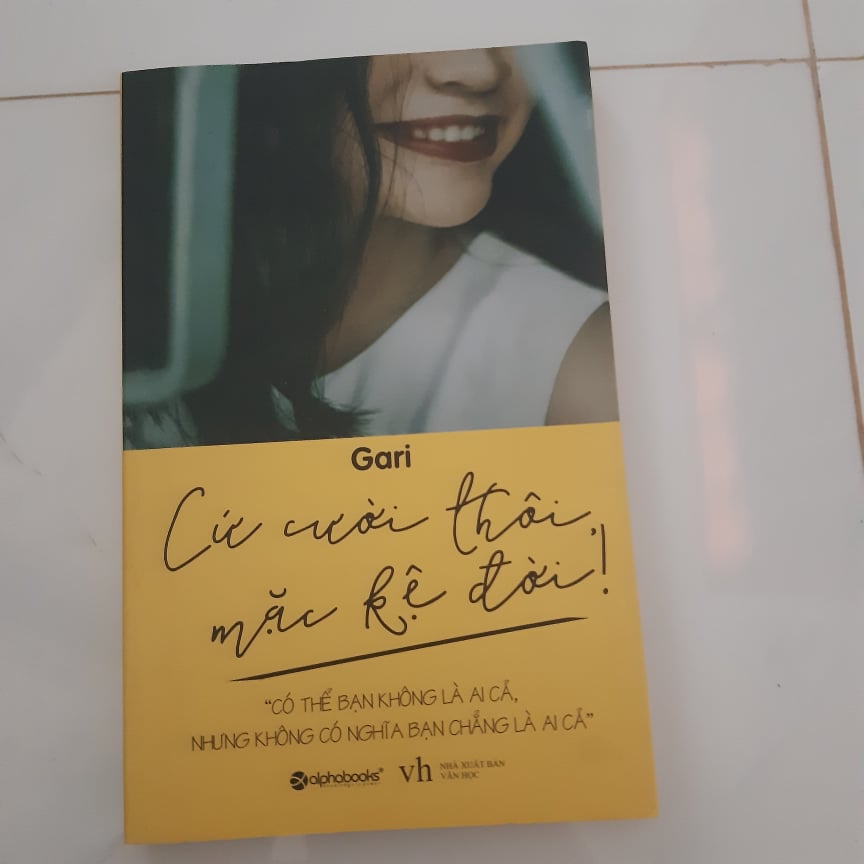 Gari
Cứ cười thôi,
mặc kệ đời!
“CÓ THỂ BẠN KHÔNG LÀ AI CẢ,
NHƯNG KHÔNG CÓ NGHĨA BẠN CHẲNG LÀ AI CẢ”
alphabooks®
vh NHÀ XUẤT BẢN
VĂN HỌC